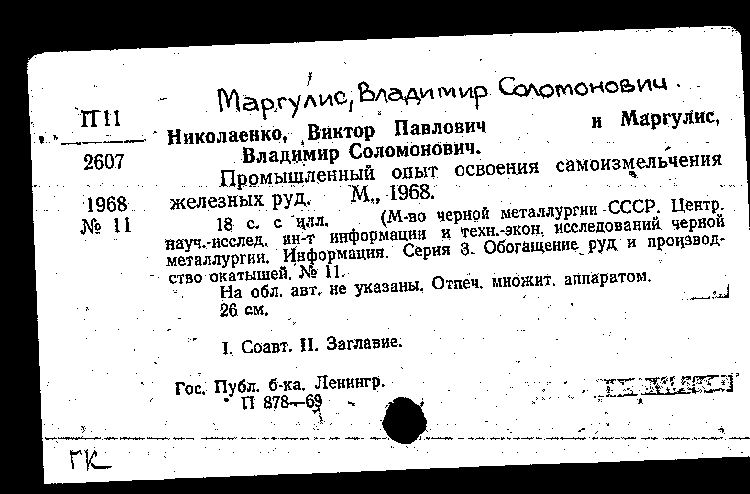 Маргулис, Владимир Соломонович.
П11
2607
1968
№ 11
Николаенко, Виктор Павлович и Маргулис,
Владимир Соломонович.
Промышленный опыт освоения самоизмельчения
железных руд. М., 1968.
18 с. с илл. (М-во черной металлургии СССР. Центр.
науч.-исслед. ин-т информации и техн.-экон. исследований черной
металлургии. Информация. Серия 3. Обогащение руд и производ-
ство окатышей. № 11.
На обл. авт. не указаны. Отпеч. множит. аппаратом.
26 см.
I. Соавт. II. Заглавие.
Гос. Публ. б-ка. Ленингр.
П 878—69
ГК